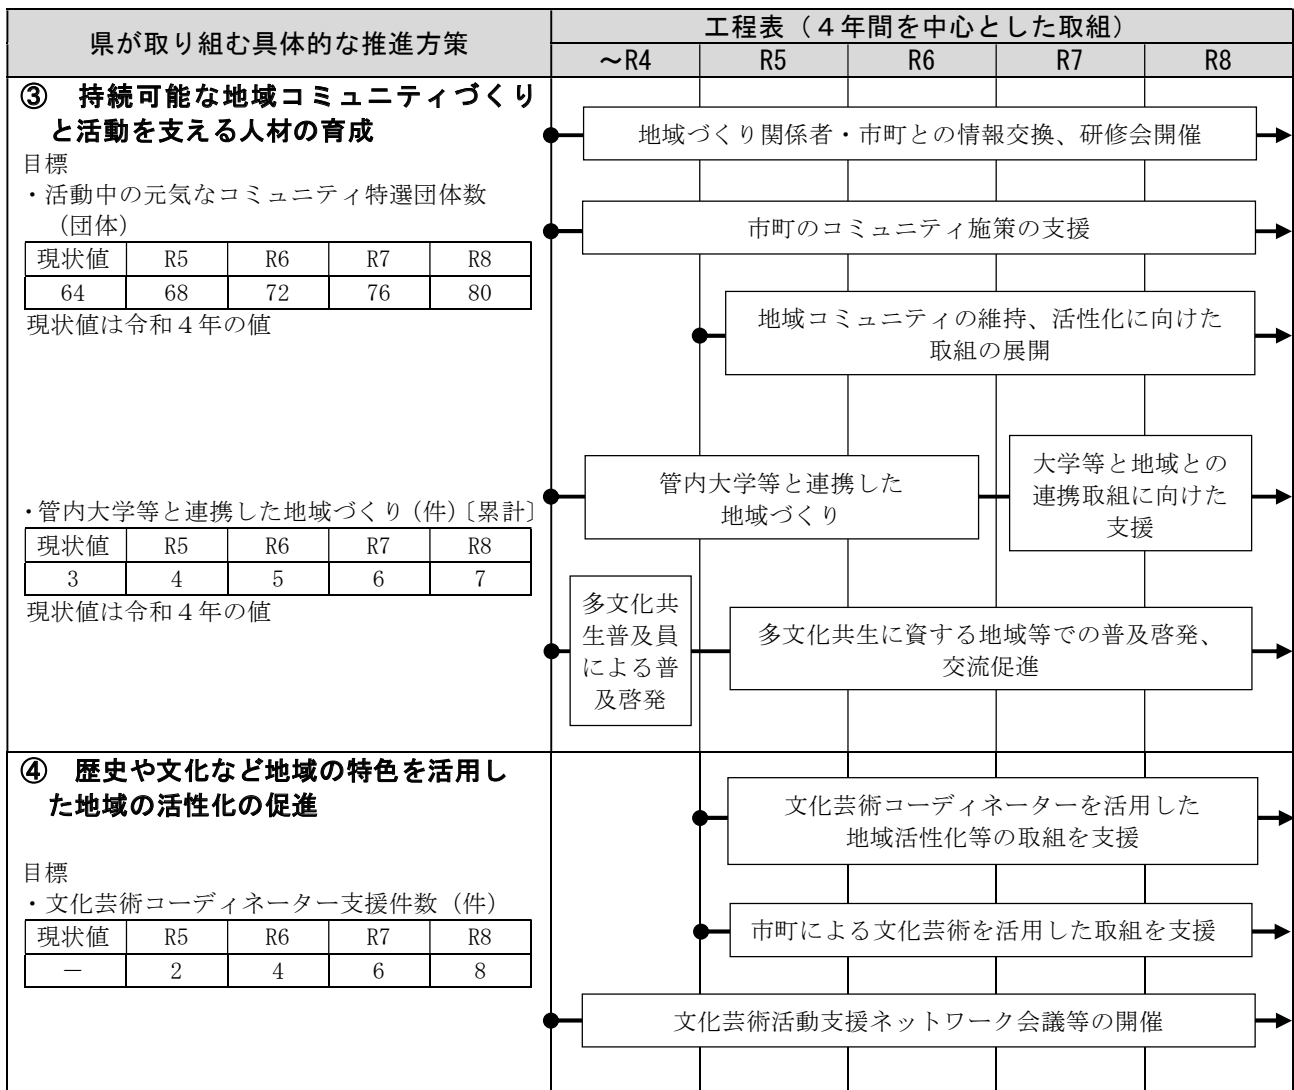 県が取り組む具体的な推進方策
工程表（４年間を中心とした取組）
～R4 R5 R6 R7 R8
③　持続可能な地域コミュニティづくり
と活動を支える人材の育成
目標
・活動中の元気なコミュニティ特選団体数
（団体）
現状値 R5 R6 R7 R8
64 68 72 76 80
現状値は令和４年の値
・管内大学等と連携した地域づくり（件）〔累計〕
現状値 R5 R6 R7 R8
3 4 5 6 7
現状値は令和４年の値
地域づくり関係者・市町との情報交換、研修会開催
市町のコミュニティ施策の支援
地域コミュニティの維持、活性化に向けた
取組の展開
管内大学等と連携した
地域づくり
大学等と地域との
連携取組に向けた
支援
多文化共
生普及員
による普
及啓発
多文化共生に資する地域等での普及啓発、
交流促進
④　歴史や文化など地域の特色を活用し
た地域の活性化の促進
目標
・文化芸術コーディネーター支援件数（件）
現状値 R5 R6 R7 R8
－ 2 4 6 8
文化芸術コーディネーターを活用した
地域活性化等の取組を支援
市町による文化芸術を活用した取組を支援
文化芸術活動支援ネットワーク会議等の開催